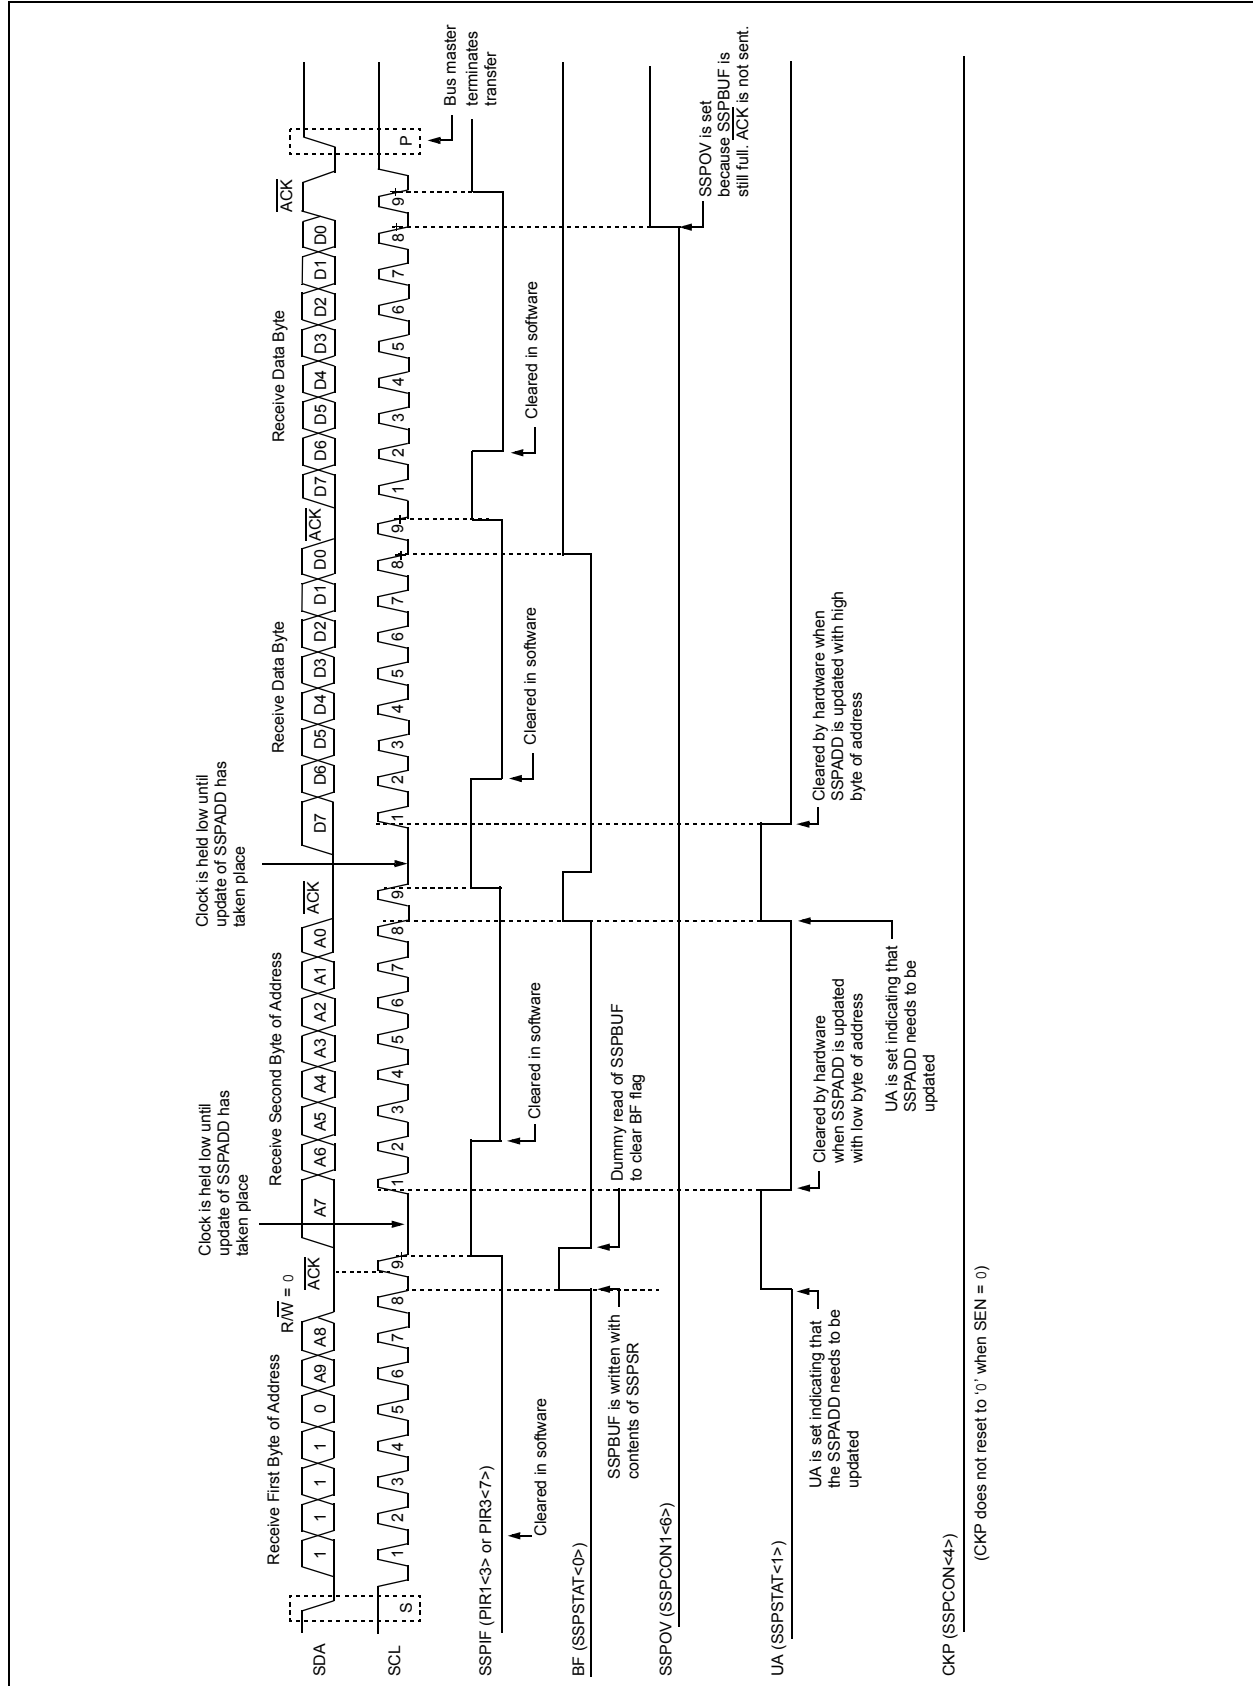 Receive First Byte of Address
R/W = 0
ACK
Clock is held low until
update of SSPADD has
taken place
Receive Second Byte of Address
ACK
Clock is held low until
update of SSPADD has
taken place
Receive Data Byte
ACK
Receive Data Byte
ACK
SDA
1 1 1 1 0 A9 A8
A7 A6 A5 A4 A3 A2 A1 A0
D7 D6 D5 D4 D3 D2 D1 D0
D7 D6 D5 D4 D3 D2 D1 D0
SCL
S
1 2 3 4 5 6 7 8 9
1 2 3 4 5 6 7 8 9
1 2 3 4 5 6 7 8 9
1 2 3 4 5 6 7 8 9
P
Bus master
terminates
transfer
SSPIF (PIR1<3> or PIR3<7>)
Cleared in software
Cleared in software
Cleared in software
Cleared in software
BF (SSPSTAT<0>)
SSPBUF is written with
contents of SSPSR
Dummy read of SSPBUF
to clear BF flag
SSPOV (SSPCON1<6>)
SSPOV is set
because SSPBUF is
still full. ACK is not sent.
UA (SSPSTAT<1>)
UA is set indicating that
the SSPADD needs to be
updated
Cleared by hardware
when SSPADD is updated
with low byte of address
UA is set indicating that
SSPADD needs to be
updated
Cleared by hardware when
SSPADD is updated with high
byte of address
CKP (SSPCON<4>)
(CKP does not reset to ‘0’ when SEN = 0)